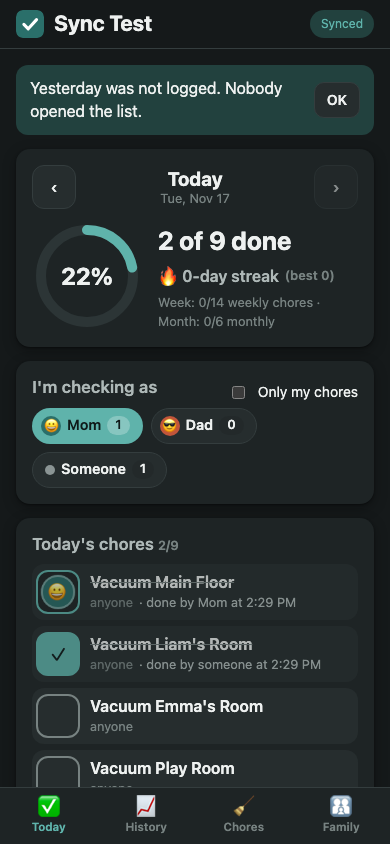 Sync Test
Synced
Yesterday was not logged. Nobody
opened the list.
OK
‹
Today
›
Tue, Nov 17
22%
2 of 9 done
🔥 0-day streak (best 0)
Week: 0/14 weekly chores ·
Month: 0/6 monthly
I'm checking as
Only my chores
Mom 1
Dad 0
Someone 1
Today's chores 2/9
Vacuum Main Floor
anyone · done by Mom at 2:29 PM
Vacuum Liam's Room
anyone · done by someone at 2:29 PM
Vacuum Emma's Room
anyone
Vacuum Play Room
Today
History
Chores
Family